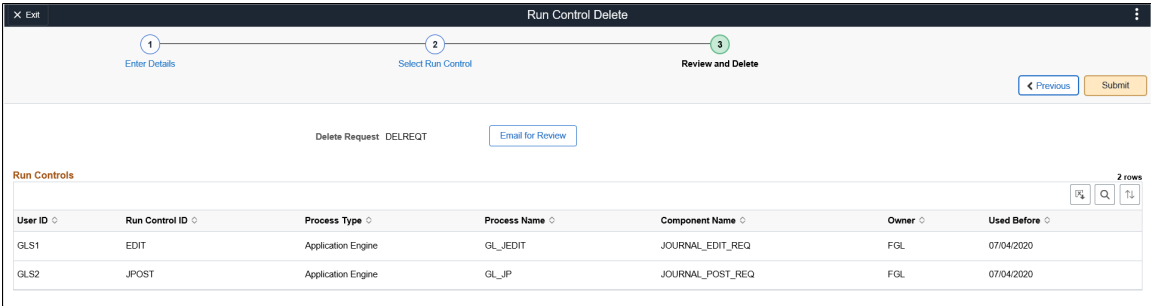 Exit Run Control Delete
1 2 3
Enter Details Select Run Control Review and Delete
Previous Submit
Delete Request DELREQT Email for Review
Run Controls 2 rows
User ID Run Control ID Process Type Process Name Component Name Owner Used Before
GLS1 EDIT Application Engine GL_JEDIT JOURNAL_EDIT_REQ FGL 07/04/2020
GLS2 JPOST Application Engine GL_JP JOURNAL_POST_REQ FGL 07/04/2020